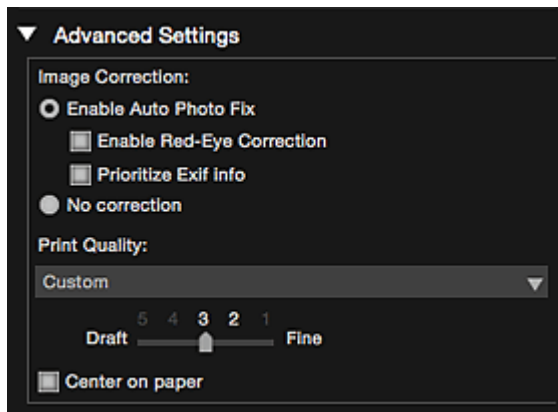 Advanced Settings
Image Correction:
Enable Auto Photo Fix
Enable Red-Eye Correction
Prioritize Exif info
No correction
Print Quality:
Custom
5 4 3 2 1
Draft Fine
Center on paper